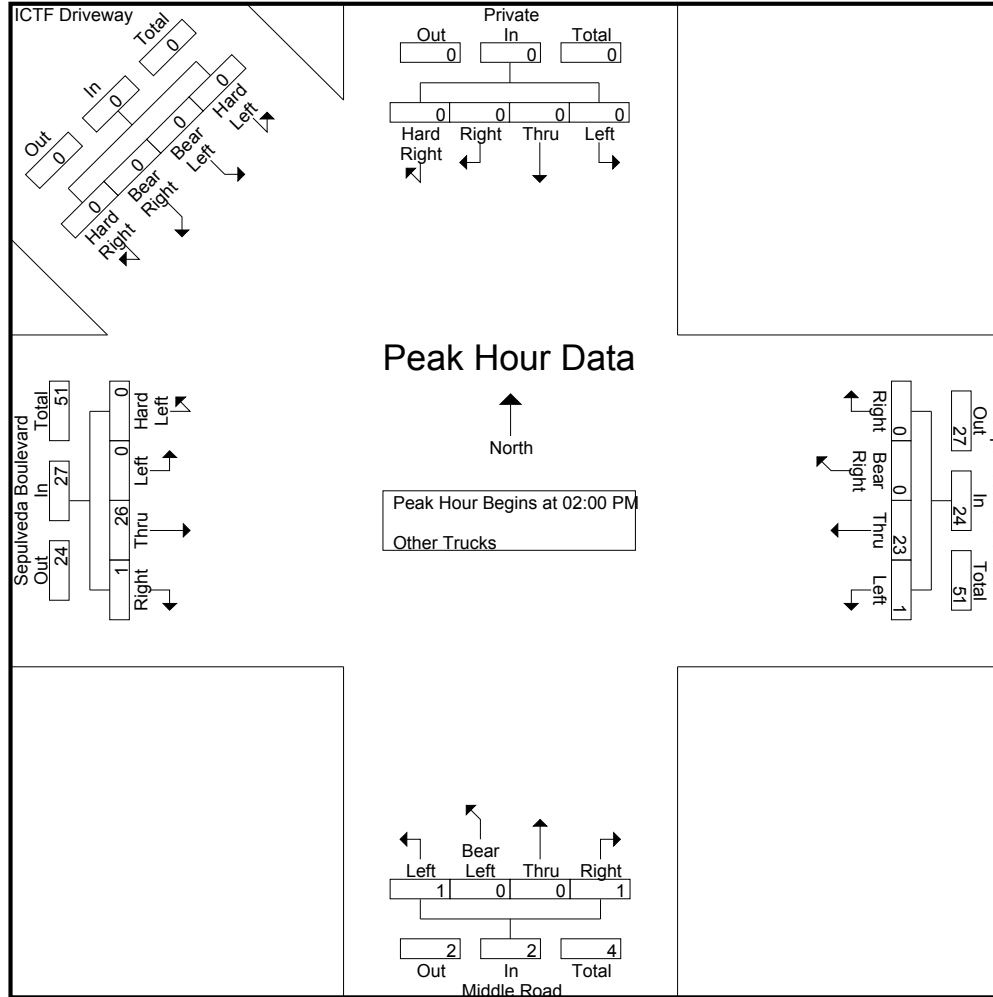 ICTF Driveway
Out In Total
0 0 0
0 0 0 0
Hard Right
Bear Right
Bear Left
Hard Left
Private
Out In Total
0 0 0
0 0 0 0
Hard Right
Right
Thru
Left
Peak Hour Data
North
Peak Hour Begins at 02:00 PM
Other Trucks
Sepulveda Boulevard
Out In Total
24 27 51
0 0 26 1
Hard Left
Left
Thru
Right
Right
Bear Right
Thru
Left
0 0 23 1
Out In Total
27 24 51
Left
Bear Left
Thru
Right
1 0 0 1
2 2 4
Out In Total
Middle Road